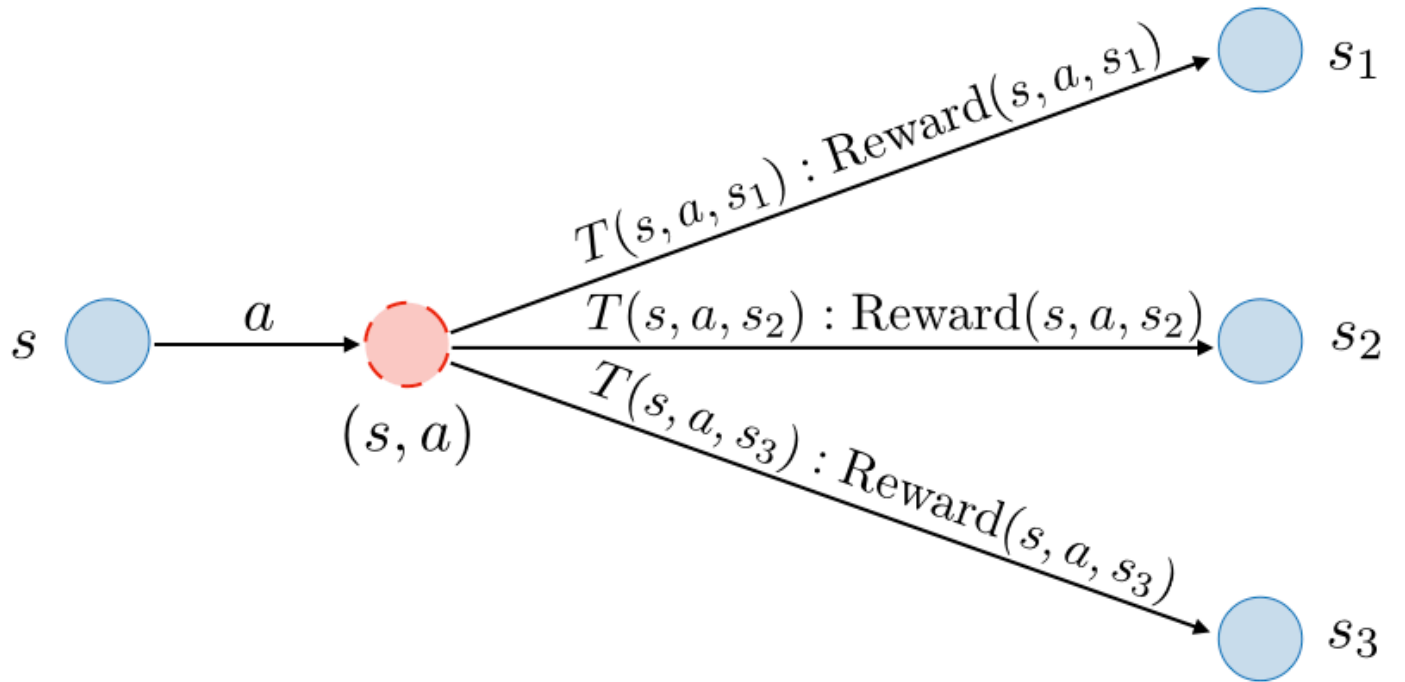 T(s, a, s₁) : Reward(s, a, s₁)
s₁
s
a
(s, a)
T(s, a, s₂) : Reward(s, a, s₂)
s₂
T(s, a, s₃) : Reward(s, a, s₃)
s₃